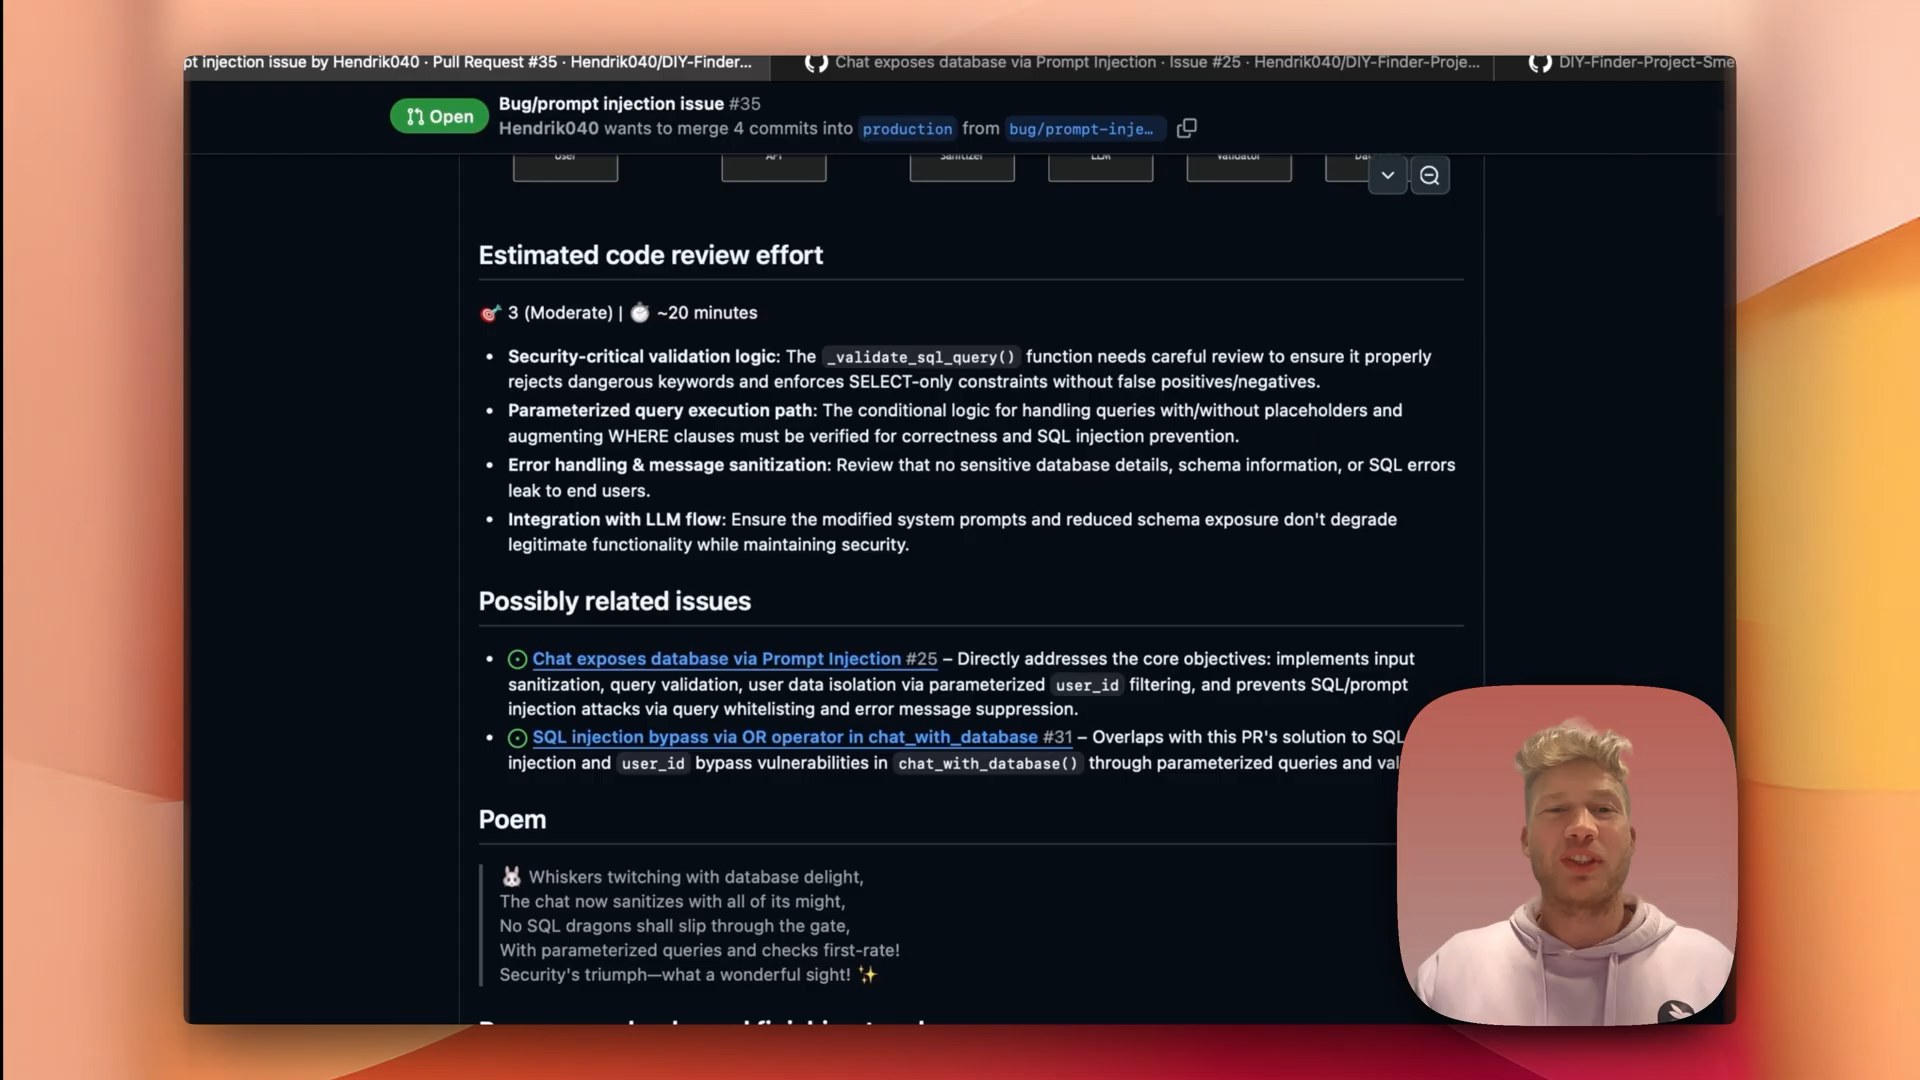 pt injection issue by Hendrik040 · Pull Request #35 · Hendrik040/DIY-Finder...
Chat exposes database via Prompt Injection · Issue #25 · Hendrik040/DIY-Finder-Proje...
DIY-Finder-Project-Sme
Open
Bug/prompt injection issue #35
Hendrik040 wants to merge 4 commits into production from bug/prompt-inje...
User
API
Sanitizer
LLM
Validator
Da
Estimated code review effort
🎯 3 (Moderate) | ⏱️ ~20 minutes
• Security-critical validation logic: The _validate_sql_query() function needs careful review to ensure it properly
rejects dangerous keywords and enforces SELECT-only constraints without false positives/negatives.
• Parameterized query execution path: The conditional logic for handling queries with/without placeholders and
augmenting WHERE clauses must be verified for correctness and SQL injection prevention.
• Error handling & message sanitization: Review that no sensitive database details, schema information, or SQL errors
leak to end users.
• Integration with LLM flow: Ensure the modified system prompts and reduced schema exposure don't degrade
legitimate functionality while maintaining security.
Possibly related issues
• Chat exposes database via Prompt Injection #25 – Directly addresses the core objectives: implements input
sanitization, query validation, user data isolation via parameterized user_id filtering, and prevents SQL/prompt
injection attacks via query whitelisting and error message suppression.
• SQL injection bypass via OR operator in chat_with_database #31 – Overlaps with this PR's solution to SQL
injection and user_id bypass vulnerabilities in chat_with_database() through parameterized queries and val
Poem
🐰 Whiskers twitching with database delight,
The chat now sanitizes with all of its might,
No SQL dragons shall slip through the gate,
With parameterized queries and checks first-rate!
Security's triumph—what a wonderful sight! ✨